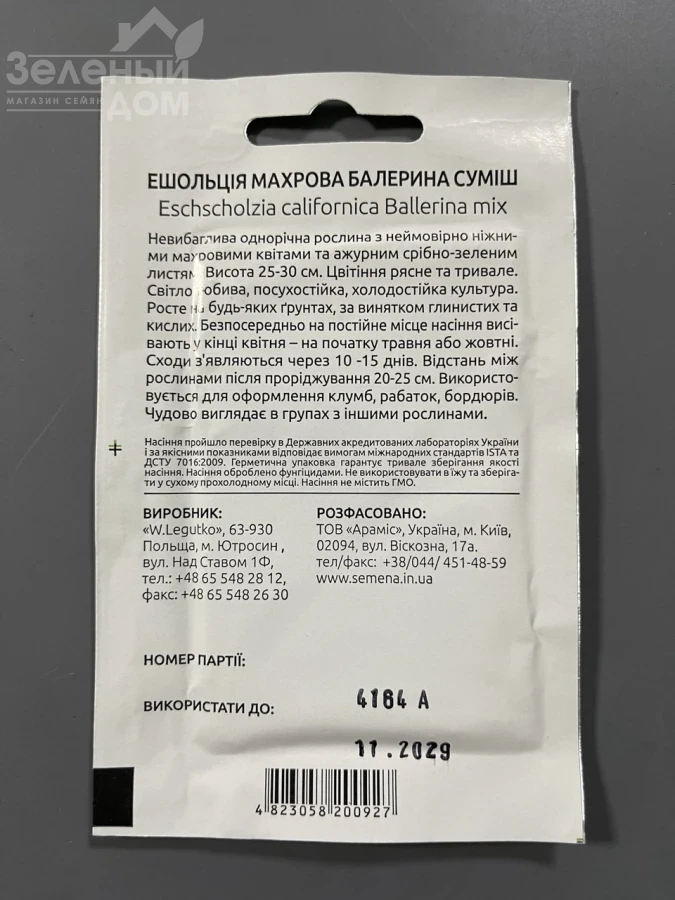 Зеленый
МАГАЗИН СЕМЯН
ДОМ
ЕШОЛЬЦІЯ МАХРОВА БАЛЕРИНА СУМІШ
Eschscholzia californica Ballerina mix
Невибаглива однорічна рослина з неймовірно ніжни-
ми махровими квітами та ажурним срібно-зеленим
листям. Висота 25-30 см. Цвітіння рясне та тривале.
Світлолюбива, посухостійка, холодостійка культура.
Росте на будь-яких ґрунтах, за винятком глинистих та
кислих. Безпосередньо на постійне місце насіння висі-
вають у кінці квітня – на початку травня або жовтні.
Сходи з'являються через 10 -15 днів. Відстань між
рослинами після проріджування 20-25 см. Використо-
вується для оформлення клумб, рабаток, бордюрів.
Чудово виглядає в групах з іншими рослинами.
Насіння пройшло перевірку в Державних акредитованих лабораторіях України
і за якісними показниками відповідає вимогам міжнародних стандартів ISTA та
ДСТУ 7016:2009. Герметична упаковка гарантує тривале зберігання якості
насіння. Насіння оброблено фунгіцидами. Не використовувати в їжу та зберіга-
ти у сухому прохолодному місці. Насіння не містить ГМО.
ВИРОБНИК:
«W.Legutko», 63-930
Польща, м. Ютросин ,
вул. Над Ставом 1Ф,
тел.: +48 65 548 28 12,
факс: +48 65 548 26 30
РОЗФАСОВАНО:
ТОВ «Араміс», Україна, м. Київ,
02094, вул. Віскозна, 17а.
тел/факс: +38/044/ 451-48-59
www.semena.in.ua
НОМЕР ПАРТІЇ:
4164 А
ВИКОРИСТАТИ ДО:
11.2029
4 823058 200927